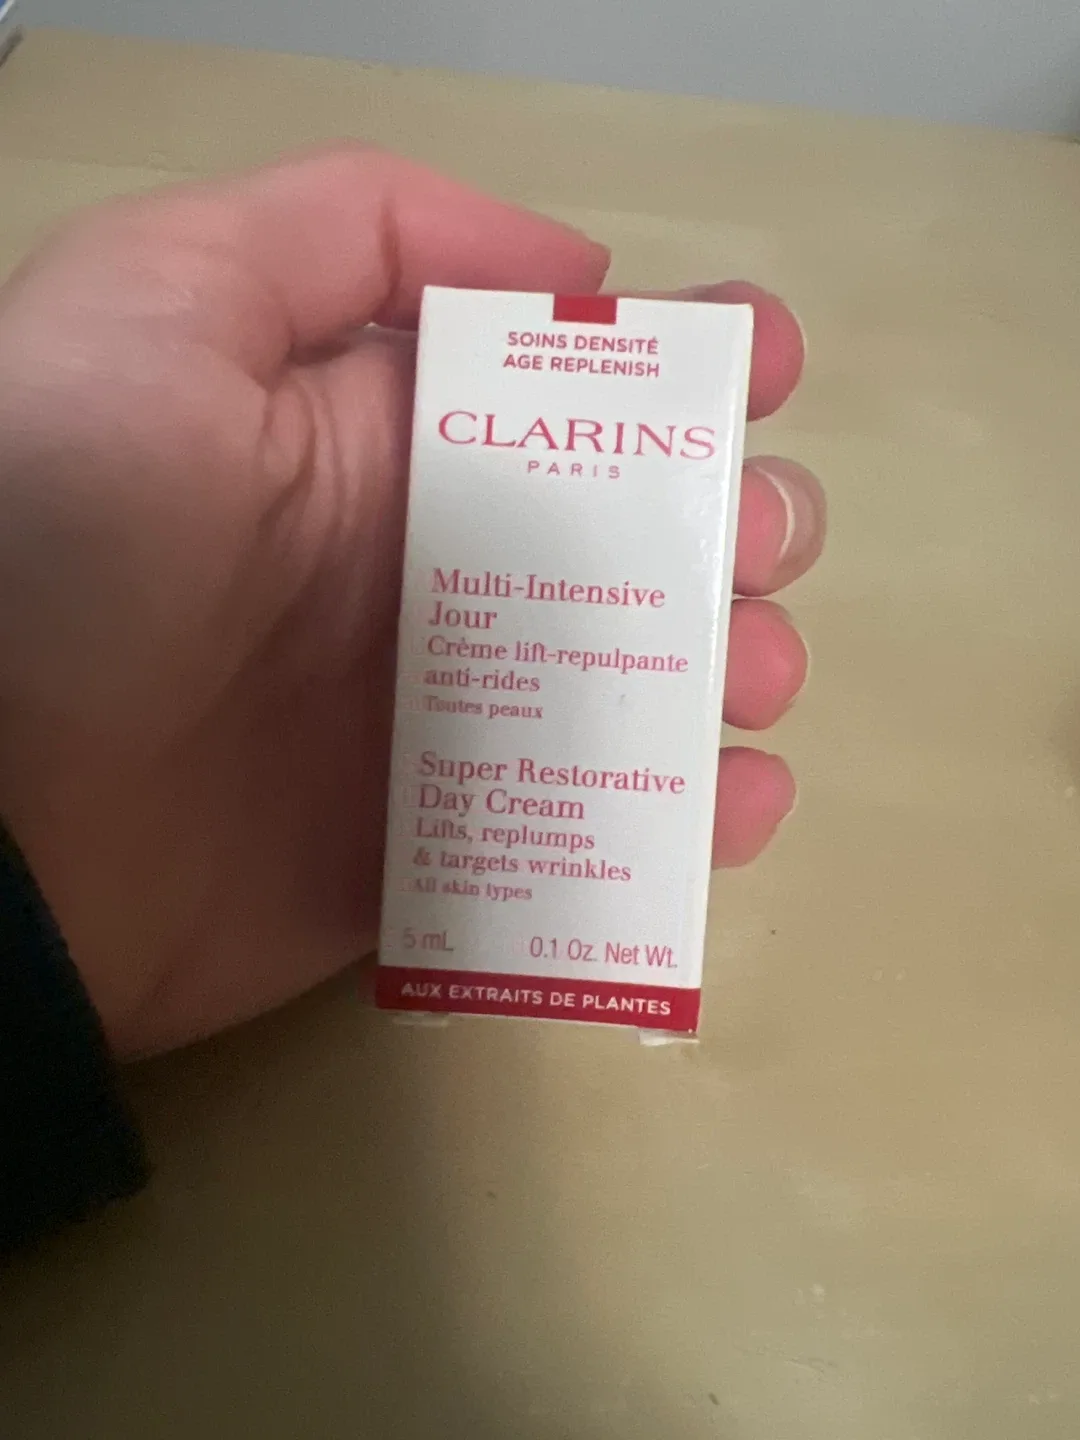 SOINS DENSITÉ
AGE REPLENISH
CLARINS
PARIS
Multi-Intensive
Jour
Crème lift-repulpante
anti-rides
Toutes peaux
Super Restorative
Day Cream
Lifts, replumps
& targets wrinkles
All skin types
5 mL 0.1 Oz. Net Wt.
AUX EXTRAITS DE PLANTES